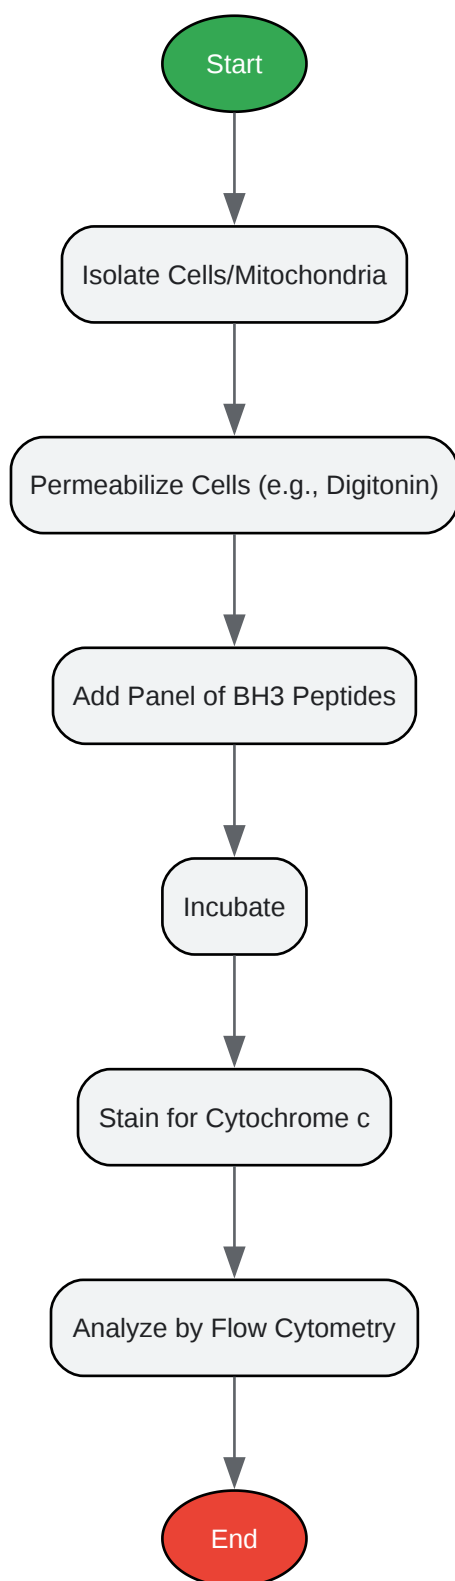 Start
Isolate Cells/Mitochondria
Permeabilize Cells (e.g., Digitonin)
Add Panel of BH3 Peptides
Incubate
Stain for Cytochrome c
Analyze by Flow Cytometry
End